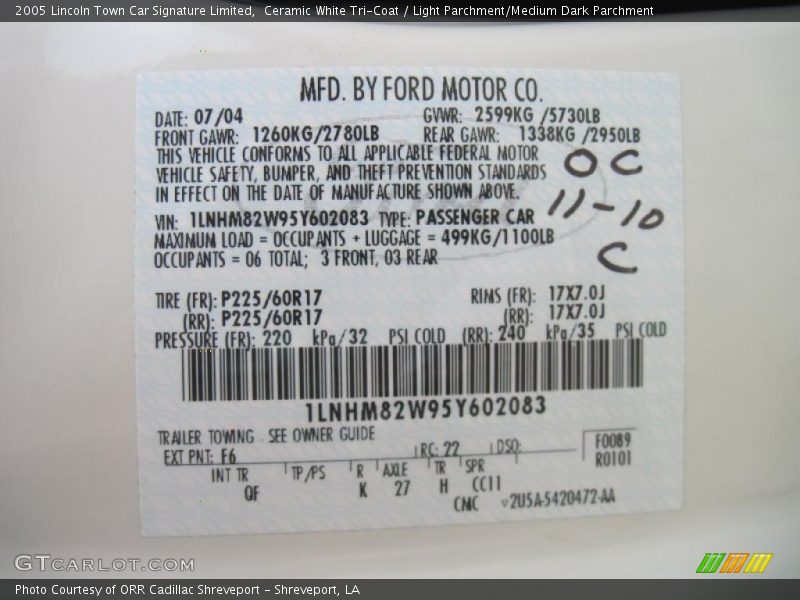 2005 Lincoln Town Car Signature Limited,  Ceramic White Tri-Coat / Light Parchment/Medium Dark Parchment
MFD. BY FORD MOTOR CO.
DATE: 07/04 GVWR: 2599KG /5730LB
FRONT GAWR: 1260KG/2780LB REAR GAWR: 1338KG /2950LB
THIS VEHICLE CONFORMS TO ALL APPLICABLE FEDERAL MOTOR
VEHICLE SAFETY, BUMPER, AND THEFT PREVENTION STANDARDS
IN EFFECT ON THE DATE OF MANUFACTURE SHOWN ABOVE.
OC
11-10
C
VIN: 1LNHM82W95Y602083 TYPE: PASSENGER CAR
MAXIMUM LOAD = OCCUPANTS + LUGGAGE = 499KG/1100LB
OCCUPANTS = 06 TOTAL; 3 FRONT, 03 REAR
TIRE (FR): P225/60R17 RIMS (FR): 17X7.0J
(RR): P225/60R17 (RR): 17X7.0J
PRESSURE (FR): 220 kPa/32 PSI COLD (RR): 240 kPa/35 PSI COLD
1LNHM82W95Y602083
TRAILER TOWING - SEE OWNER GUIDE
EXT PNT: F6 RC: 22 DSO: F0089
R0101
INT TR TP/PS R AXLE TR SPR
QF K 27 H CC11
CMC 2U5A-5420472-AA
GTCARLOT.COM
Photo Courtesy of ORR Cadillac Shreveport - Shreveport, LA